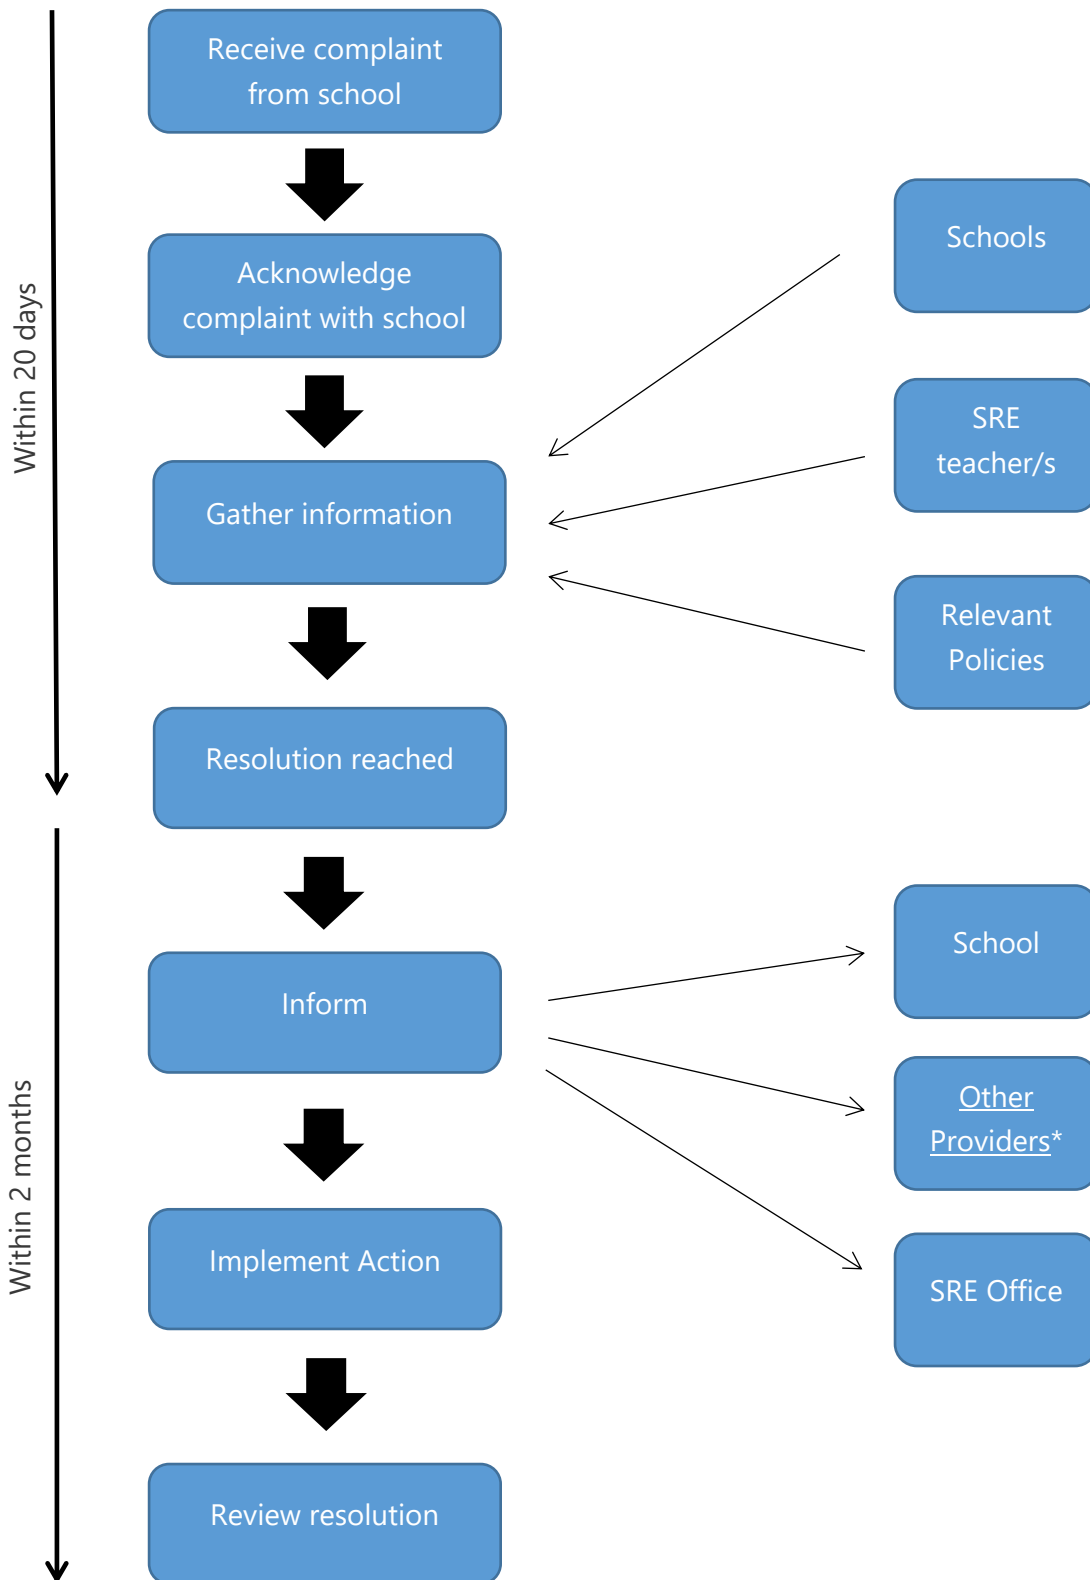 Receive complaint
from school
Acknowledge
complaint with school
Within 20 days
Schools
SRE
teacher/s
Gather information
Relevant
Policies
Resolution reached
Inform
School
Other
Providers*
Within 2 months
Implement Action
SRE Office
Review resolution